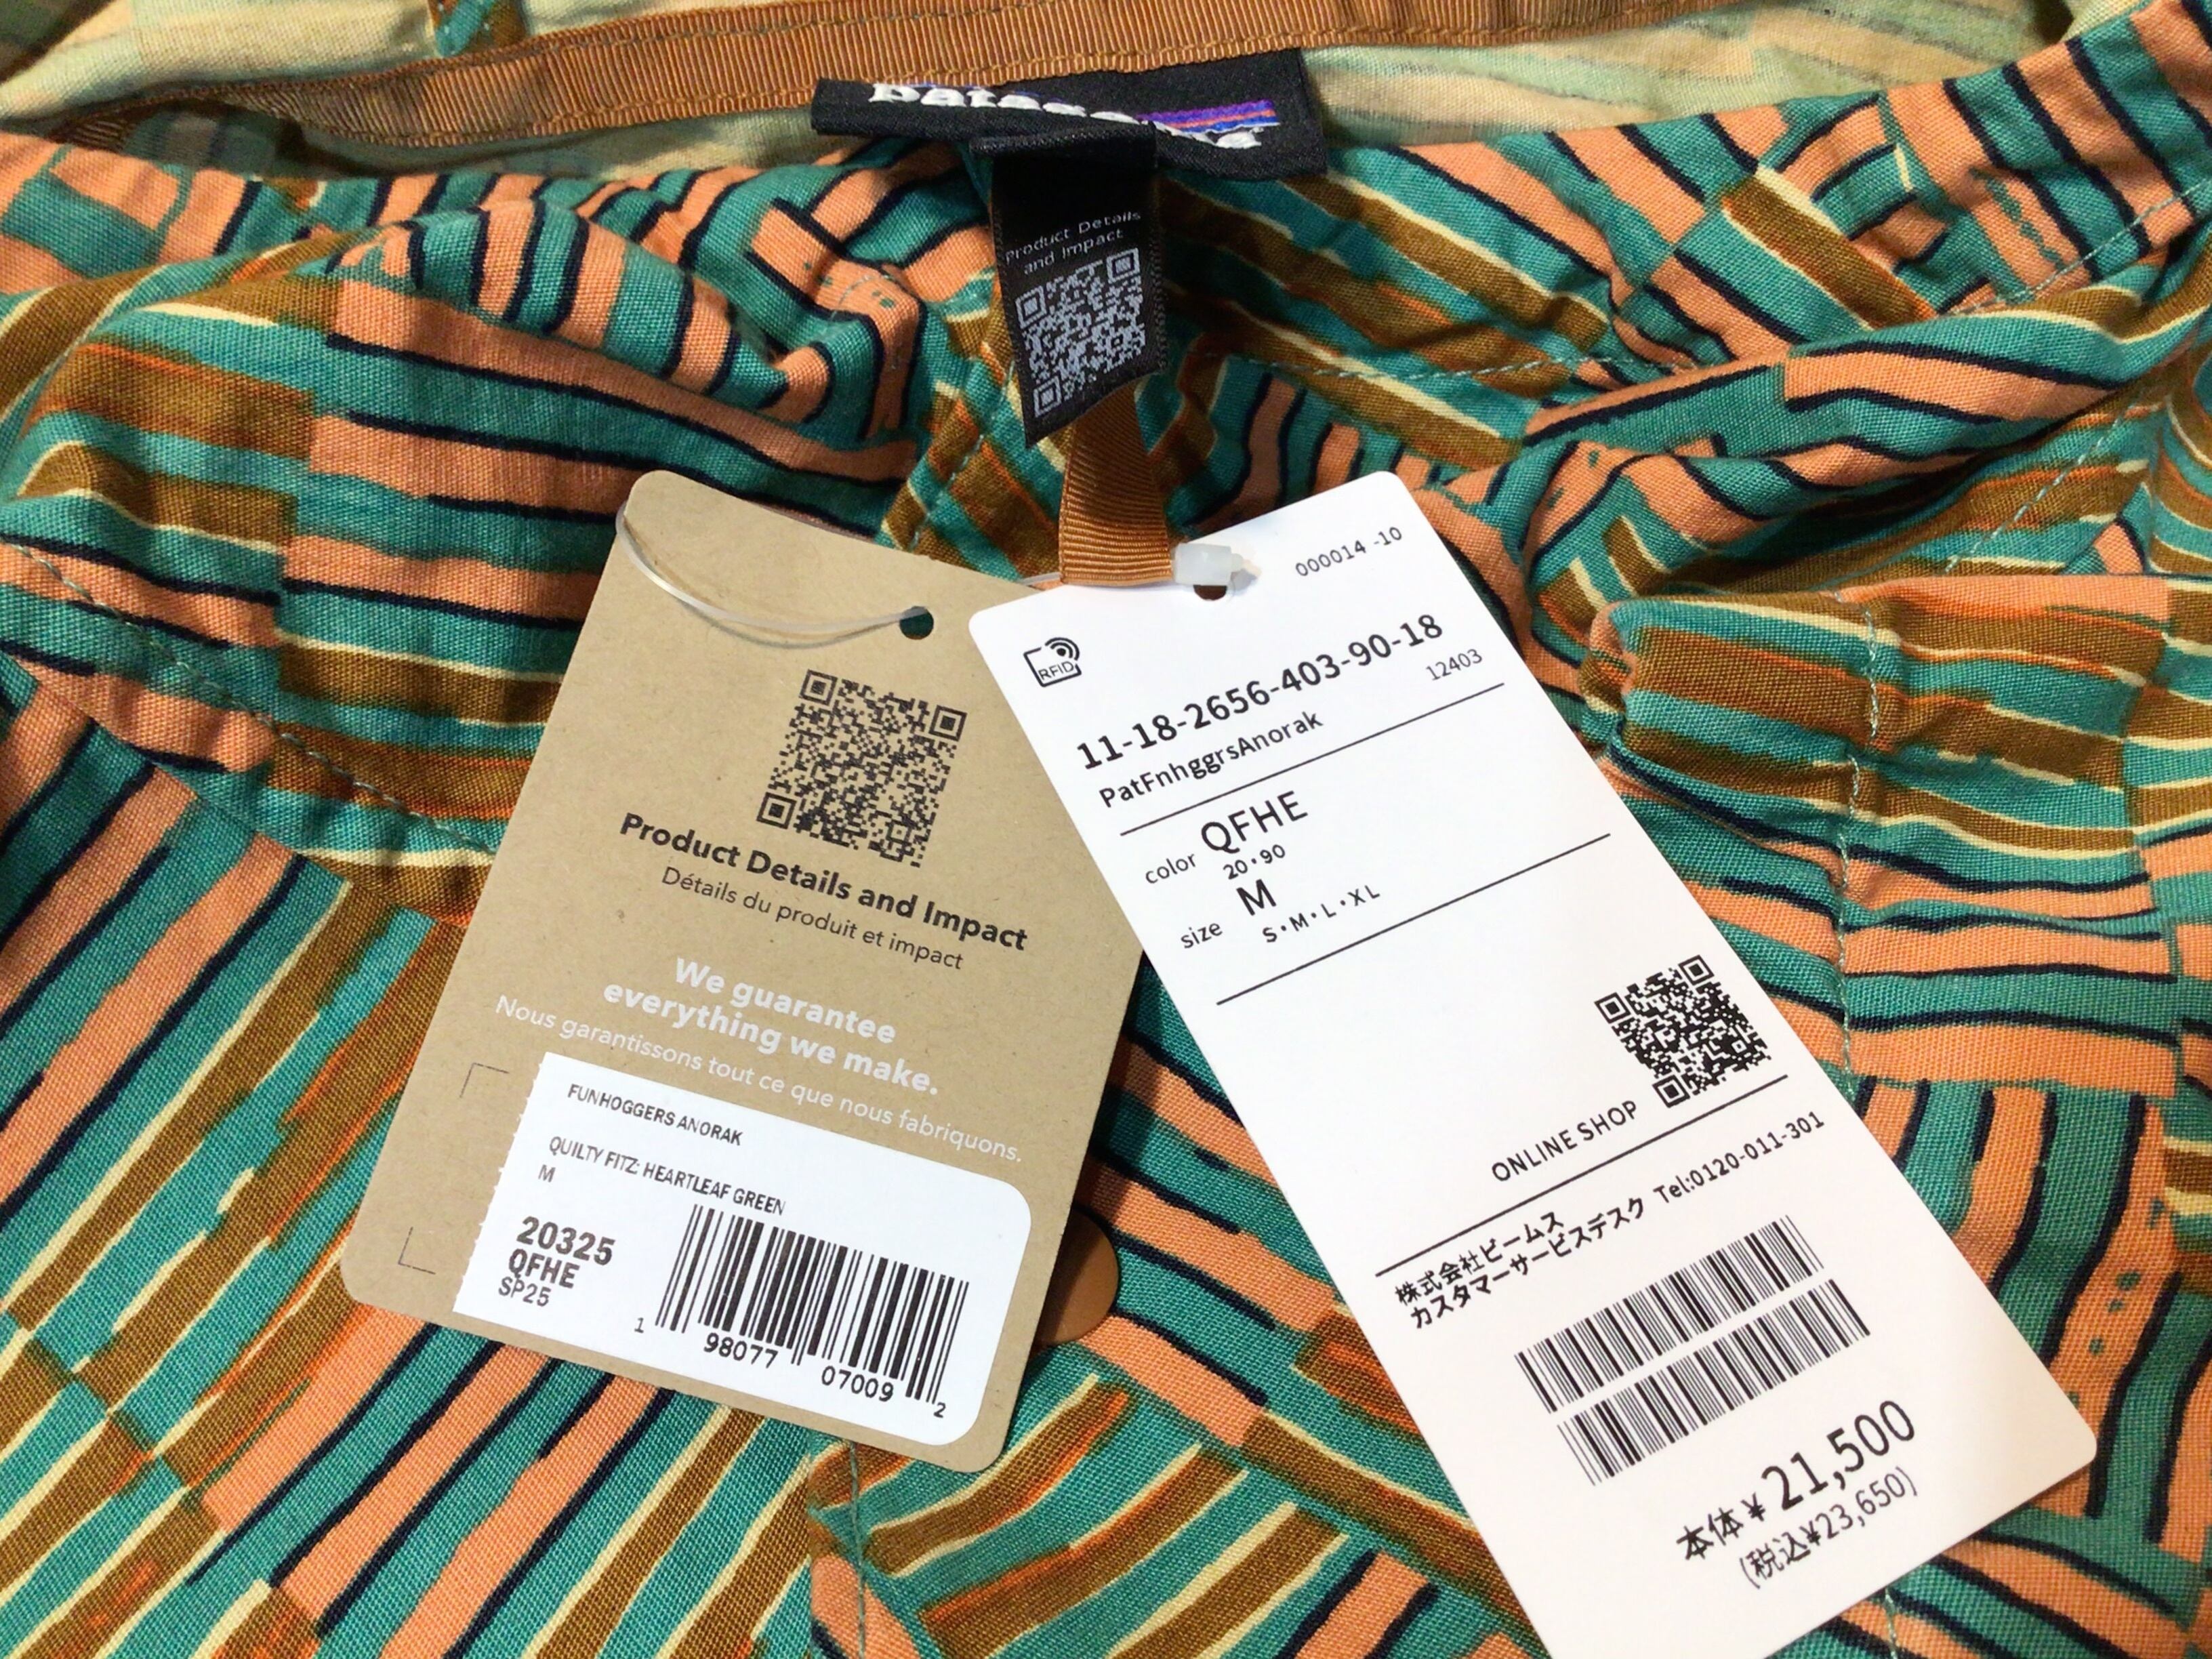 patagonia
Product Details
and Impact
Product Details and Impact
Détails du produit et impact
We guarantee
everything we make.
Nous garantissons tout ce que nous fabriquons.
FUNHOGGERS ANORAK
QUILTY FITZ: HEARTLEAF GREEN
M
20325
QFHE
SP25
1 98077 07009 2
000014 -10
RFID
11-18-2656-403-90-18
12403
PatFnhggrsAnorak
color QFHE
20・90
size M
S・M・L・XL
ONLINE SHOP
株式会社ビームス
カスタマーサービスデスク Tel:0120-011-301
本体¥21,500
(税込¥23,650)